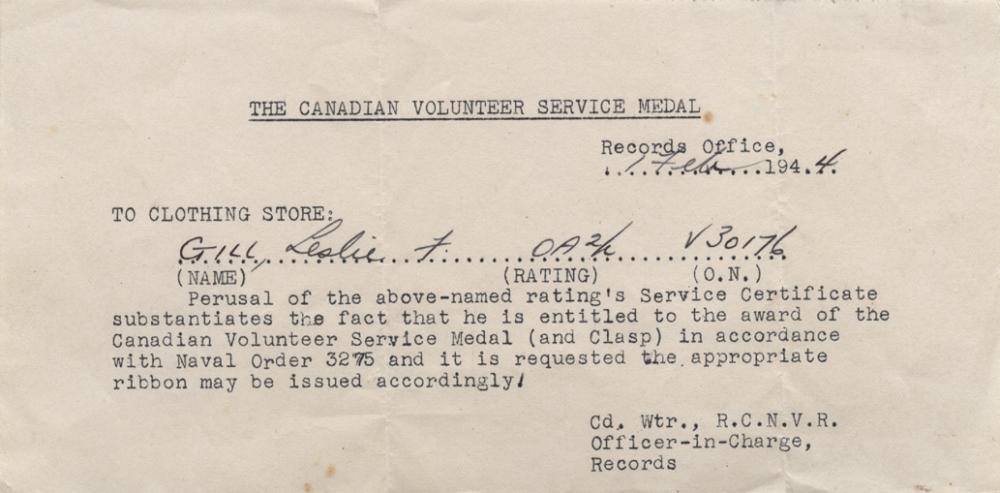 THE CANADIAN VOLUNTEER SERVICE MEDAL
Records Office,
1 Feb 1944.
TO CLOTHING STORE:
GILL, Leslie F. OA2/c V30176
(NAME) (RATING) (O.N.)
Perusal of the above-named rating's Service Certificate
substantiates the fact that he is entitled to the award of the
Canadian Volunteer Service Medal (and Clasp) in accordance
with Naval Order 3275 and it is requested the appropriate
ribbon may be issued accordingly.
Cd. Wtr., R.C.N.V.R.
Officer-in-Charge,
Records